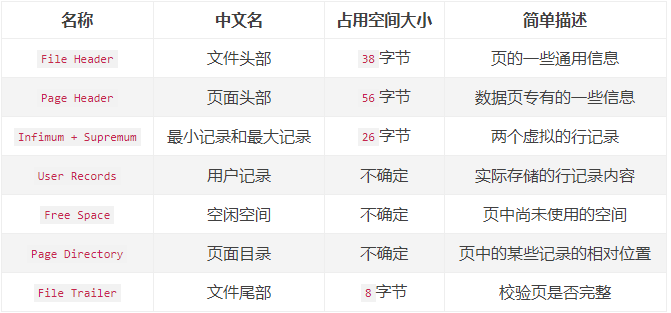 名称 中文名 占用空间大小 简单描述
File Header 文件头部 38 字节 页的一些通用信息
Page Header 页面头部 56 字节 数据页专有的一些信息
Infimum + Supremum 最小记录和最大记录 26 字节 两个虚拟的行记录
User Records 用户记录 不确定 实际存储的行记录内容
Free Space 空闲空间 不确定 页中尚未使用的空间
Page Directory 页面目录 不确定 页中的某些记录的相对位置
File Trailer 文件尾部 8 字节 校验页是否完整